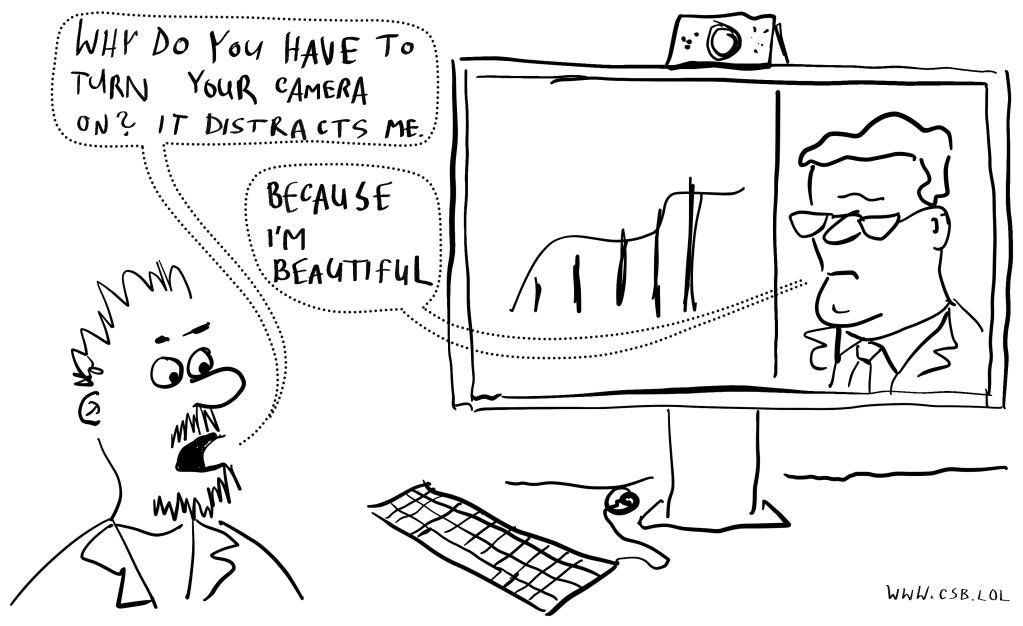 WHY DO YOU HAVE TO
TURN YOUR CAMERA
ON? IT DISTRACTS ME.
BECAUSE
I'M
BEAUTIFUL
WWW.CSB.LOL